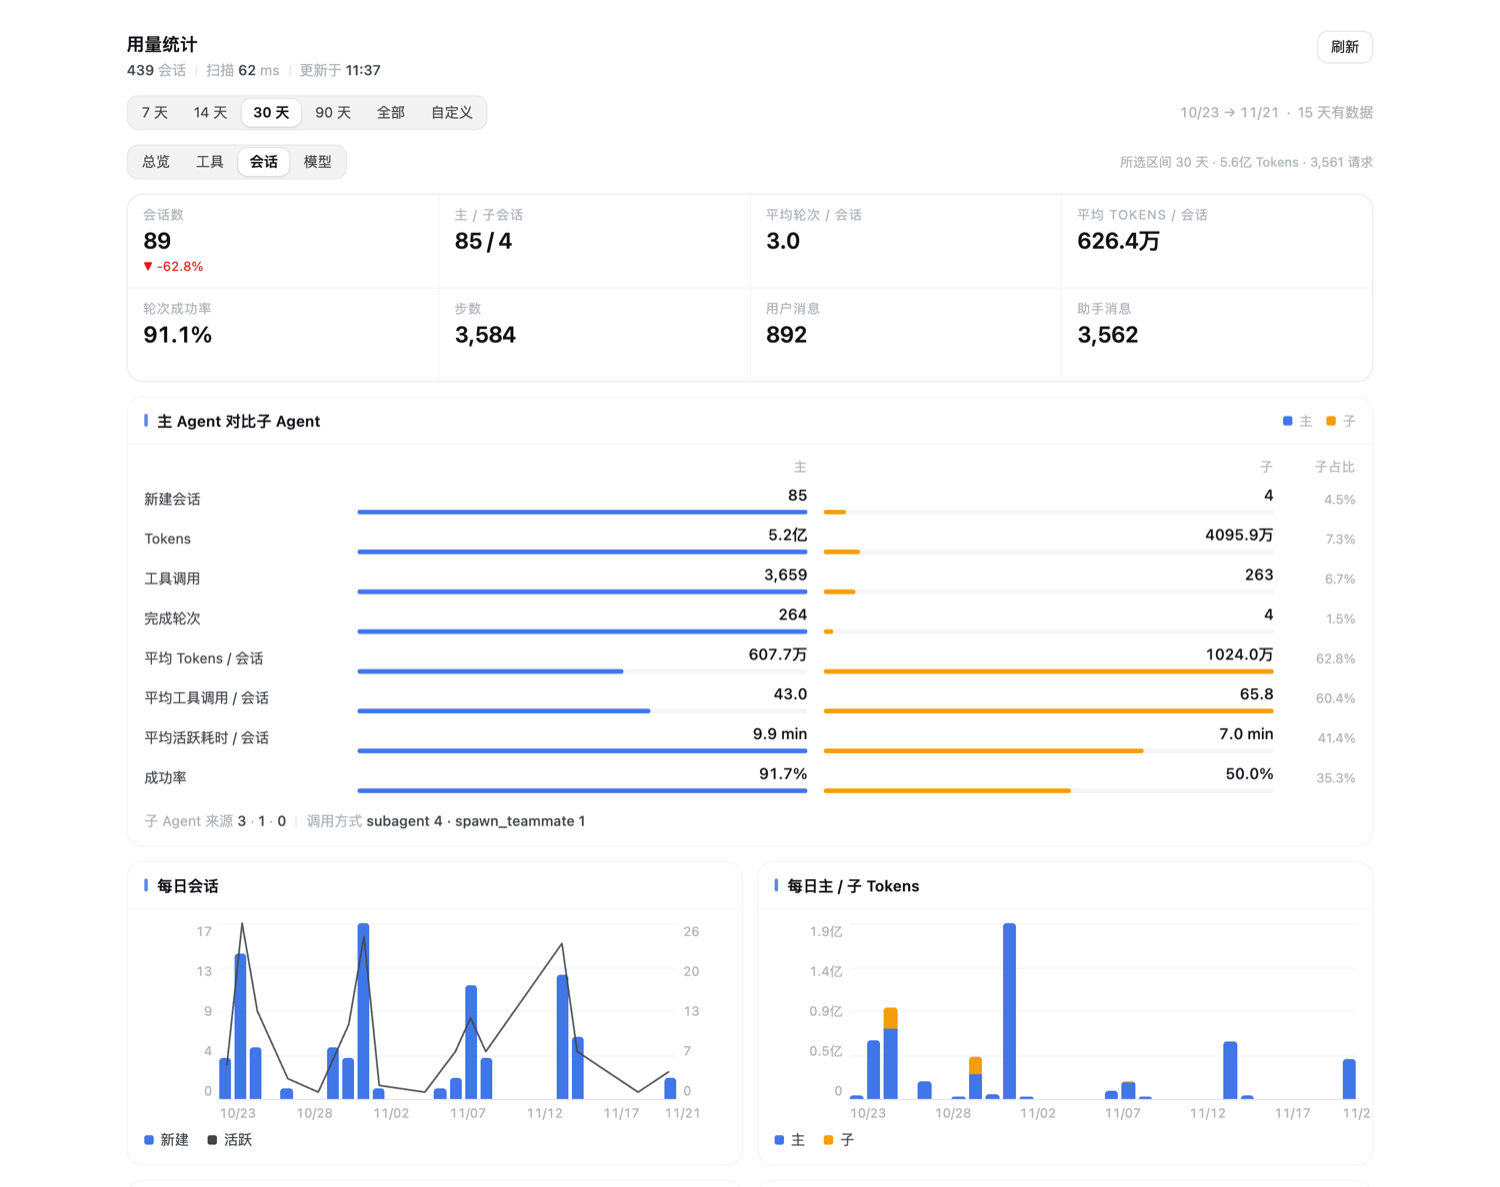 用量统计
刷新
439 会话 | 扫描 62 ms | 更新于 11:37
7 天 14 天 30 天 90 天 全部 自定义
10/23 → 11/21 · 15 天有数据
总览 工具 会话 模型
所选区间 30 天 · 5.6亿 Tokens · 3,561 请求
会话数 主 / 子会话 平均轮次 / 会话 平均 TOKENS / 会话
89 85 / 4 3.0 626.4万
▼ -62.8%
轮次成功率 步数 用户消息 助手消息
91.1% 3,584 892 3,562
主 Agent 对比子 Agent
主 子
主 子 子占比
新建会话 85 4 4.5%
Tokens 5.2亿 4095.9万 7.3%
工具调用 3,659 263 6.7%
完成轮次 264 4 1.5%
平均 Tokens / 会话 607.7万 1024.0万 62.8%
平均工具调用 / 会话 43.0 65.8 60.4%
平均活跃耗时 / 会话 9.9 min 7.0 min 41.4%
成功率 91.7% 50.0% 35.3%
子 Agent 来源 3 · 1 · 0 | 调用方式 subagent 4 · spawn_teammate 1
每日会话
17 26
13 20
9 13
4 7
0 0
10/23 10/28 11/02 11/07 11/12 11/17 11/21
新建 活跃
每日主 / 子 Tokens
1.9亿
1.4亿
0.9亿
0.5亿
0
10/23 10/28 11/02 11/07 11/12 11/17 11/2
主 子